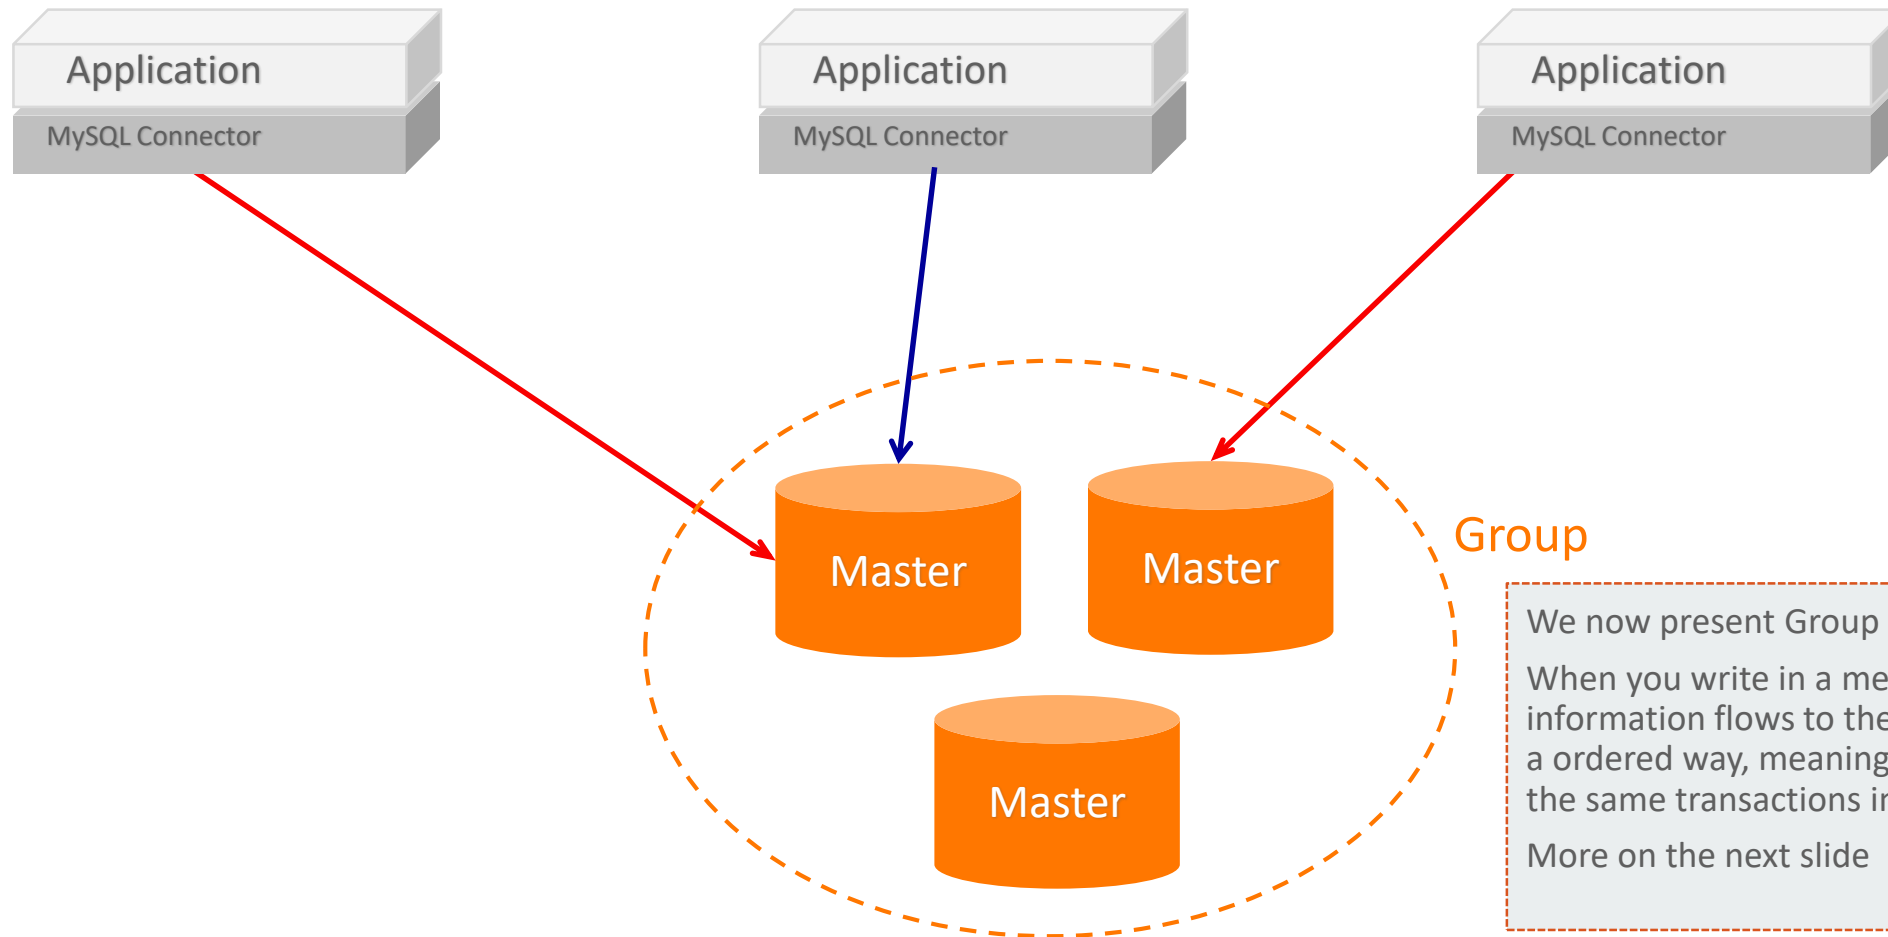 Application
MySQL Connector
Application
MySQL Connector
Application
MySQL Connector
Master
Master
Group
Master
We now present Group
When you write in a me
information flows to the
a ordered way, meaning
the same transactions in
More on the next slide